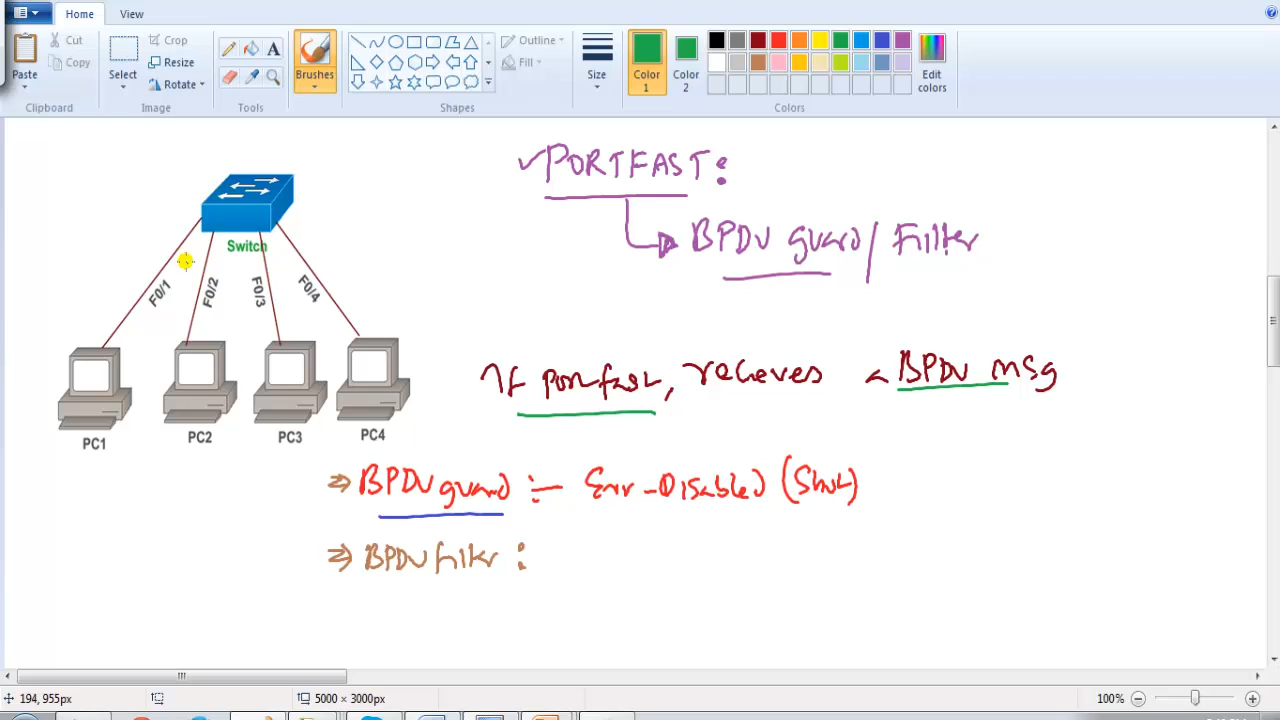 Home
View
Cut
Copy
Paste
Clipboard
Select
Crop
Resize
Rotate
Image
A
Tools
Brushes
Shapes
Outline
Fill
Size
Color 1
Color 2
Edit colors
Colors
PORTFAST:
BPDU guard / Filter
Switch
F0/1
F0/2
F0/3
F0/4
PC1
PC2
PC3
PC4
If portfast, recieves a BPDU msg
⇒ BPDU guard :- Err-Disabled (Shut)
⇒ BPDU filter :
194, 955px
5000 × 3000px
100%